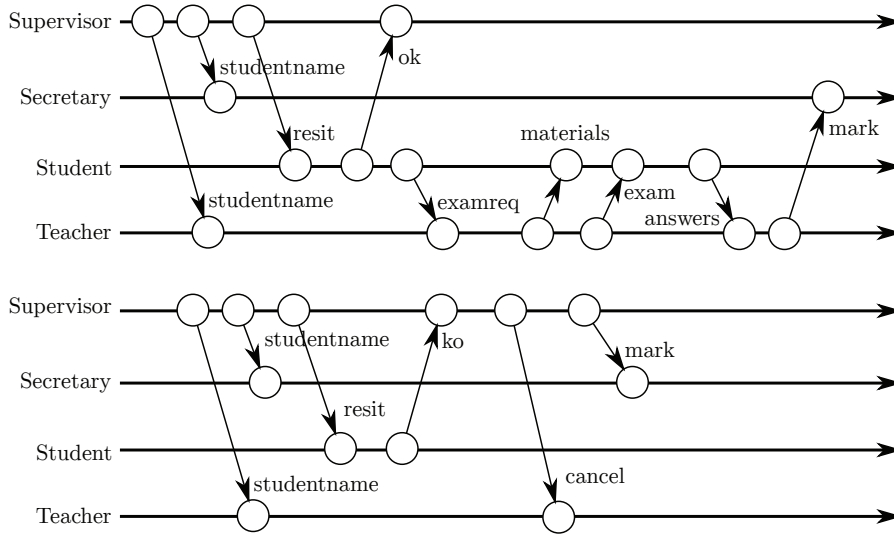 Supervisor
ok
studentname
Secretary
mark
resit
materials
Student
studentname
examreq
exam
answers
Teacher
Supervisor
studentname
ko
mark
Secretary
resit
Student
cancel
studentname
Teacher